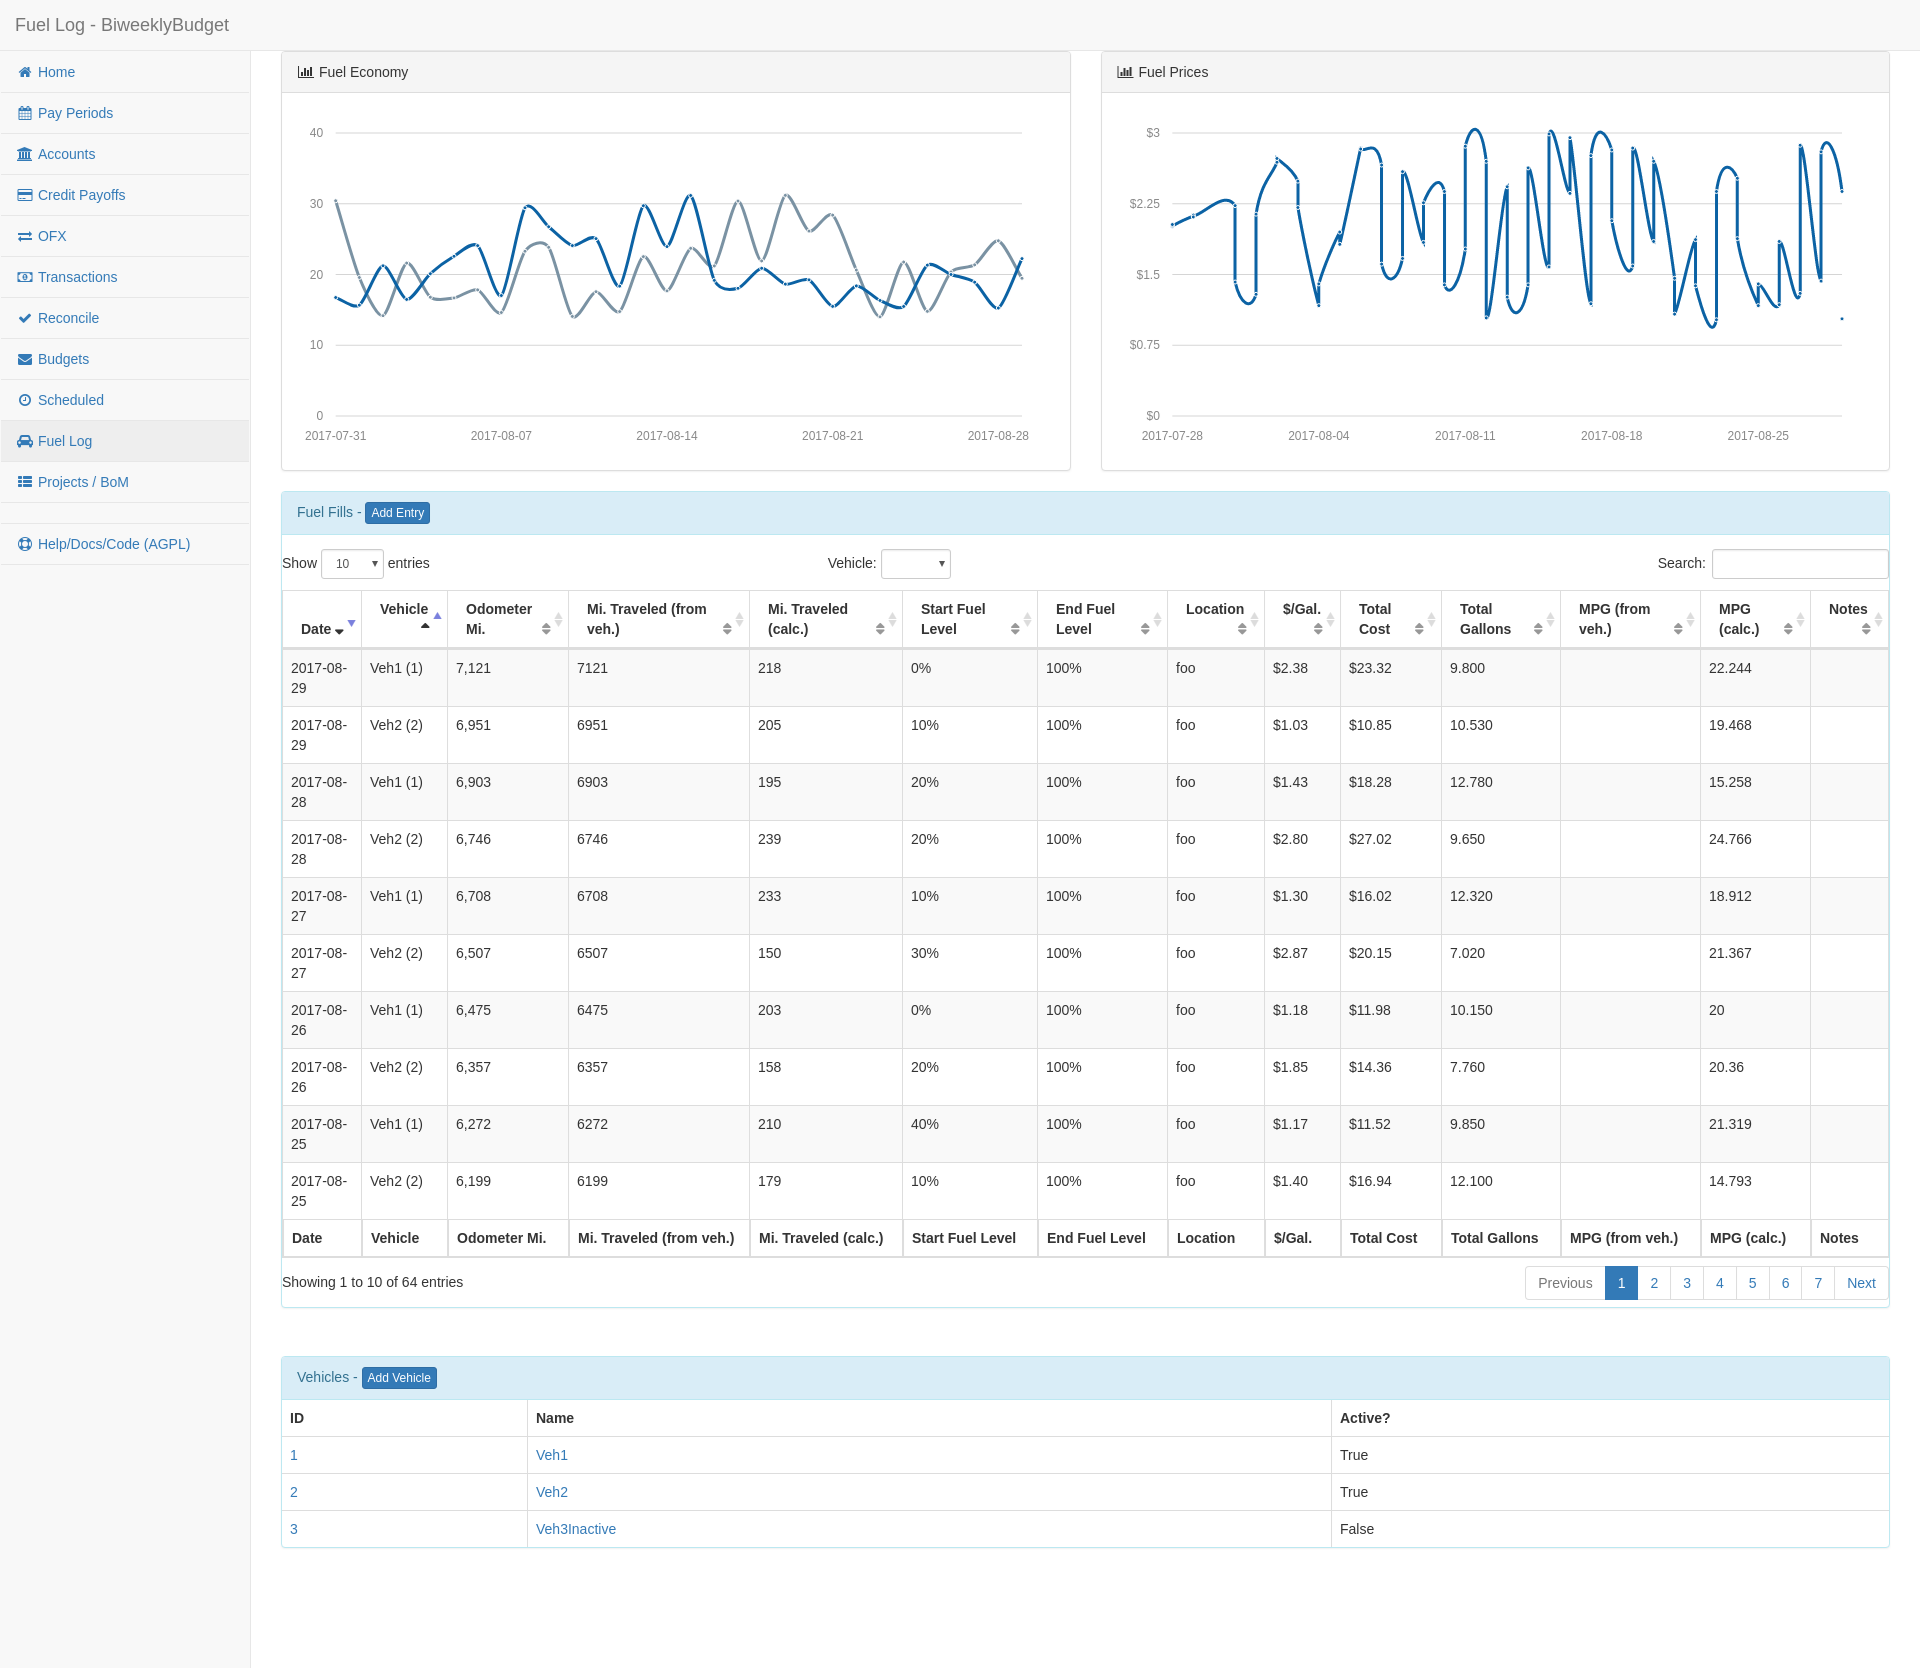 Fuel Log - BiweeklyBudget
Home
Pay Periods
Accounts
Credit Payoffs
OFX
Transactions
Reconcile
Budgets
Scheduled
Fuel Log
Projects / BoM
Help/Docs/Code (AGPL)
Fuel Economy
40
30
20
10
0
2017-07-31 2017-08-07 2017-08-14 2017-08-21 2017-08-28
Fuel Prices
$3
$2.25
$1.5
$0.75
$0
2017-07-28 2017-08-04 2017-08-11 2017-08-18 2017-08-25
Fuel Fills - Add Entry
Show 10 entries Vehicle: Search:
Date Vehicle Odometer Mi. Mi. Traveled (from veh.) Mi. Traveled (calc.) Start Fuel Level End Fuel Level Location $/Gal. Total Cost Total Gallons MPG (from veh.) MPG (calc.) Notes
2017-08-29 Veh1 (1) 7,121 7121 218 0% 100% foo $2.38 $23.32 9.800 22.244
2017-08-29 Veh2 (2) 6,951 6951 205 10% 100% foo $1.03 $10.85 10.530 19.468
2017-08-28 Veh1 (1) 6,903 6903 195 20% 100% foo $1.43 $18.28 12.780 15.258
2017-08-28 Veh2 (2) 6,746 6746 239 20% 100% foo $2.80 $27.02 9.650 24.766
2017-08-27 Veh1 (1) 6,708 6708 233 10% 100% foo $1.30 $16.02 12.320 18.912
2017-08-27 Veh2 (2) 6,507 6507 150 30% 100% foo $2.87 $20.15 7.020 21.367
2017-08-26 Veh1 (1) 6,475 6475 203 0% 100% foo $1.18 $11.98 10.150 20
2017-08-26 Veh2 (2) 6,357 6357 158 20% 100% foo $1.85 $14.36 7.760 20.36
2017-08-25 Veh1 (1) 6,272 6272 210 40% 100% foo $1.17 $11.52 9.850 21.319
2017-08-25 Veh2 (2) 6,199 6199 179 10% 100% foo $1.40 $16.94 12.100 14.793
Date Vehicle Odometer Mi. Mi. Traveled (from veh.) Mi. Traveled (calc.) Start Fuel Level End Fuel Level Location $/Gal. Total Cost Total Gallons MPG (from veh.) MPG (calc.) Notes
Showing 1 to 10 of 64 entries Previous 1 2 3 4 5 6 7 Next
Vehicles - Add Vehicle
ID Name Active?
1 Veh1 True
2 Veh2 True
3 Veh3Inactive False